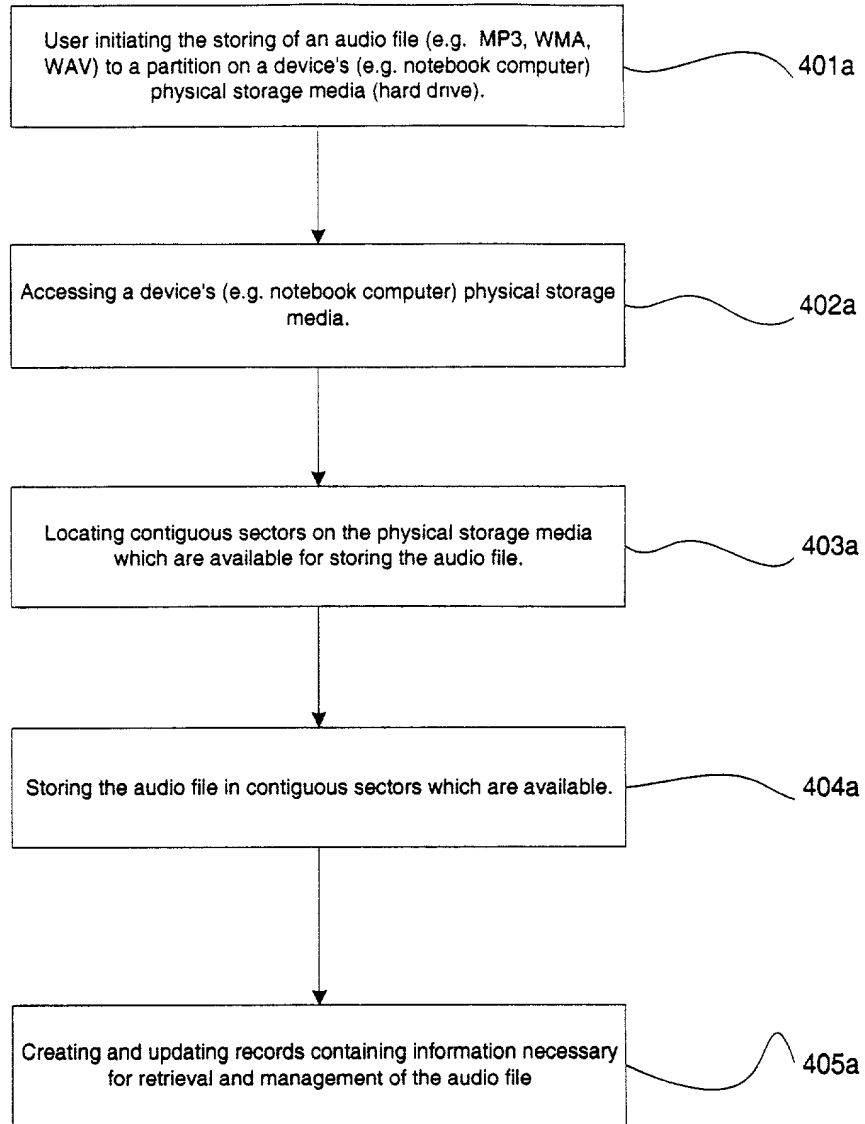 User initiating the storing of an audio file (e.g. MP3, WMA,
WAV) to a partition on a device's (e.g. notebook computer)
physical storage media (hard drive).
401a
Accessing a device's (e.g. notebook computer) physical storage
media.
402a
Locating contiguous sectors on the physical storage media
which are available for storing the audio file.
403a
Storing the audio file in contiguous sectors which are available.
404a
Creating and updating records containing information necessary
for retrieval and management of the audio file
405a